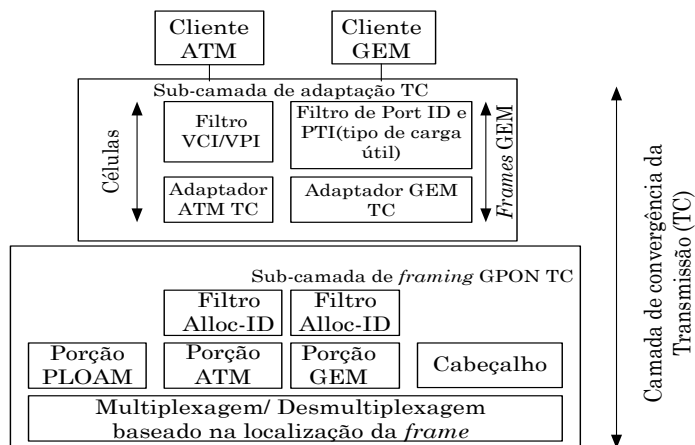 Cliente
ATM
Cliente
GEM
Sub-camada de adaptação TC
Células
Filtro
VCI/VPI
Filtro de Port ID e
PTI(tipo de carga
útil)
Frames GEM
Adaptador
ATM TC
Adaptador GEM
TC
Sub-camada de framing GPON TC
Filtro
Alloc-ID
Filtro
Alloc-ID
Porção
PLOAM
Porção
ATM
Porção
GEM
Cabeçalho
Multiplexagem/ Desmultiplexagem
baseado na localização da frame
Camada de convergência da
Transmissão (TC)